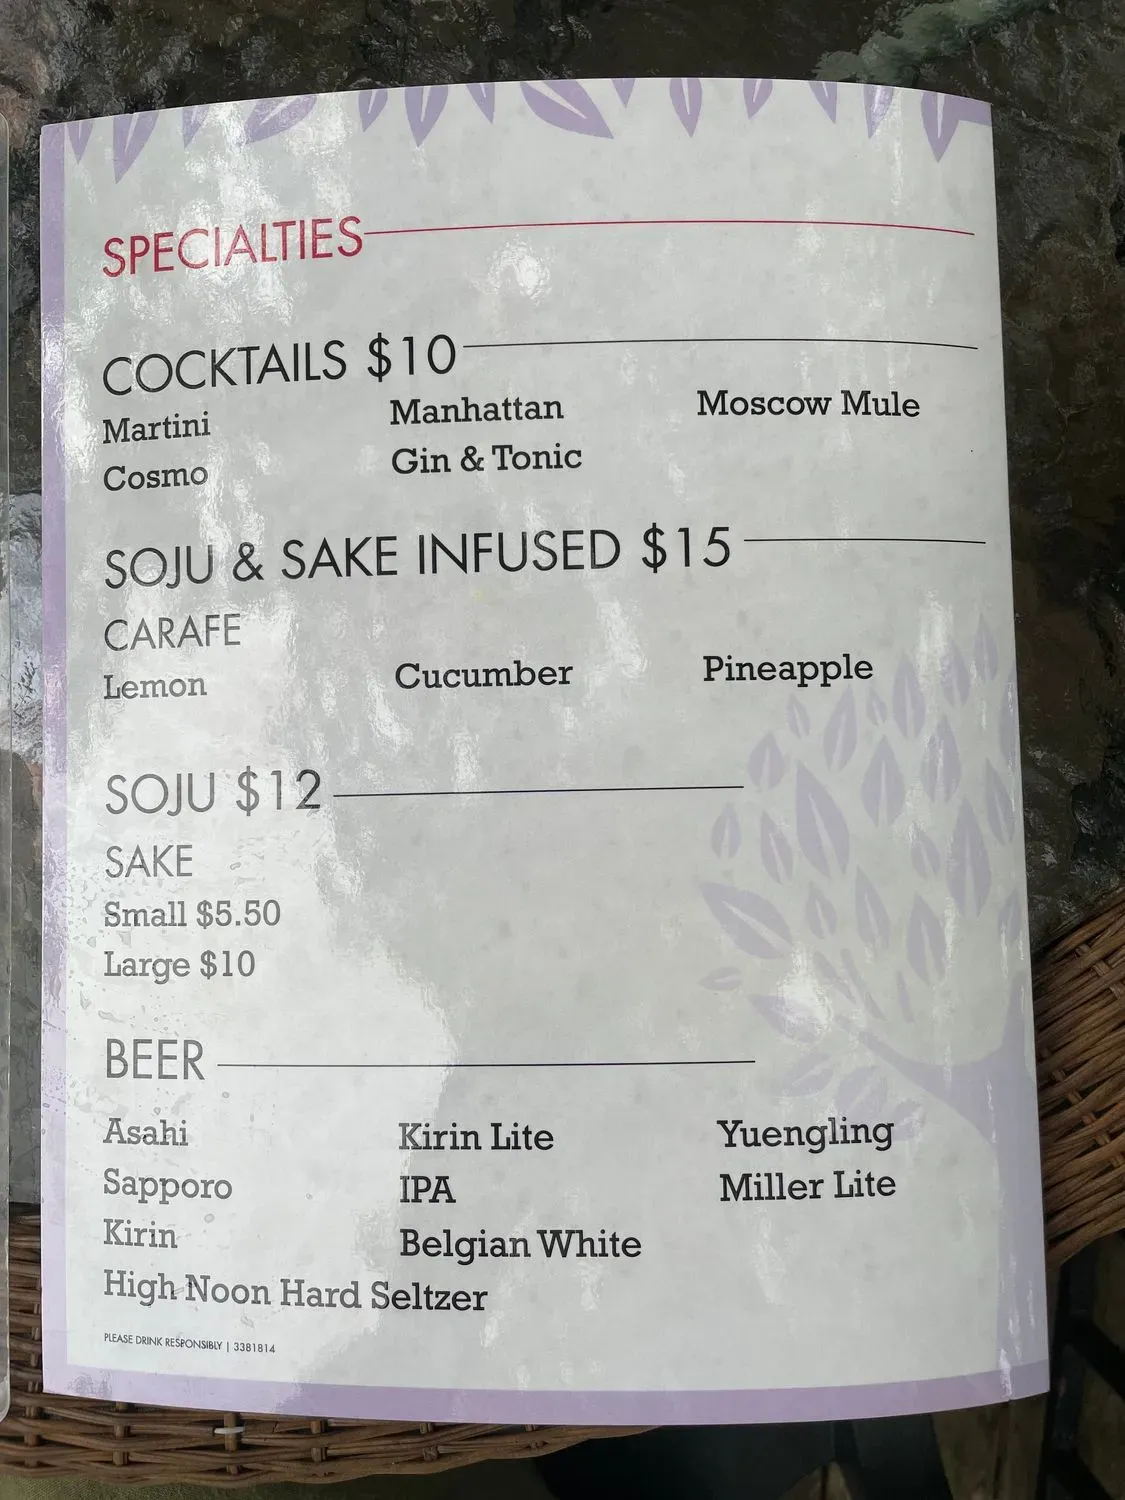 SPECIALTIES
COCKTAILS $10
Martini Manhattan Moscow Mule
Cosmo Gin & Tonic
SOJU & SAKE INFUSED $15
CARAFE
Lemon Cucumber Pineapple
SOJU $12
SAKE
Small $5.50
Large $10
BEER
Asahi Kirin Lite Yuengling
Sapporo IPA Miller Lite
Kirin Belgian White
High Noon Hard Seltzer
PLEASE DRINK RESPONSIBLY | 3381814